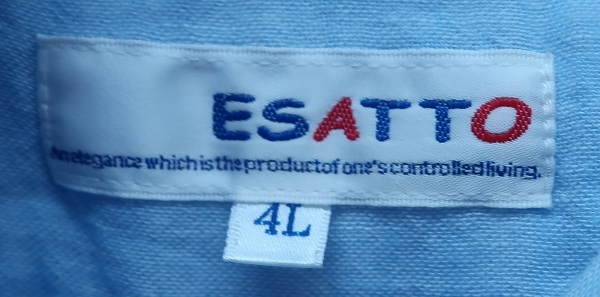 ESATTO
An elegance which is the product of one's controlled living.
4L